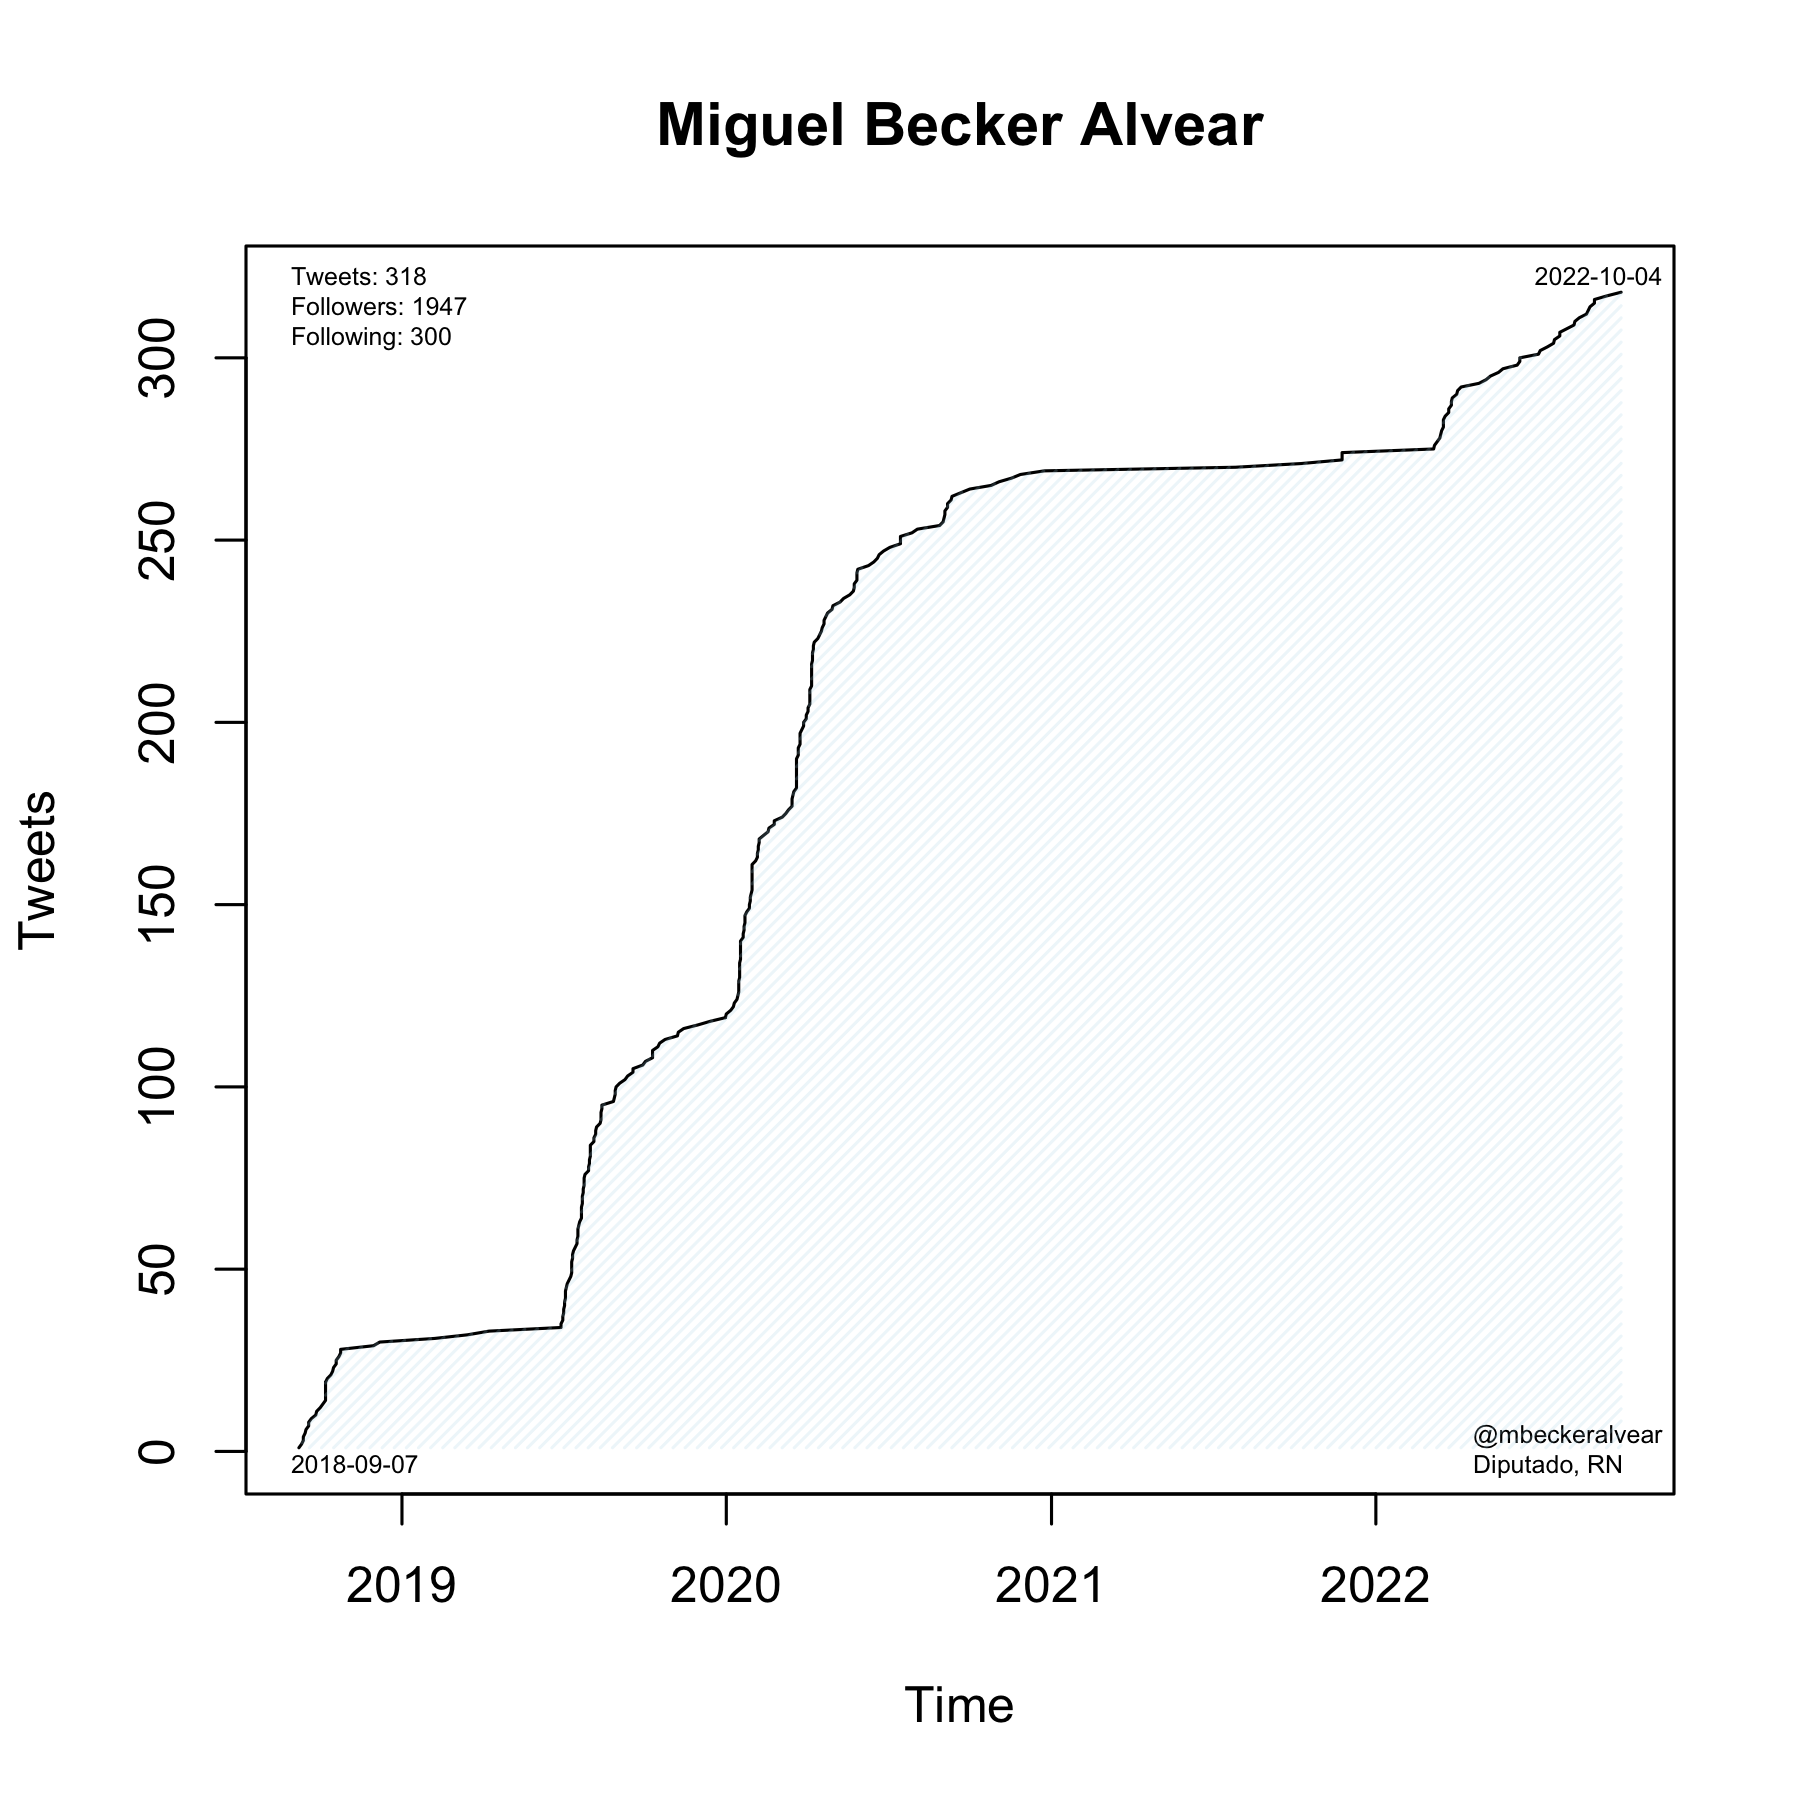 Miguel Becker Alvear
Tweets: 318
Followers: 1947
Following: 300
2022-10-04
300
250
200
150
100
50
0
Tweets
@mbeckeralvear
Diputado, RN
2018-09-07
2019
2020
2021
2022
Time